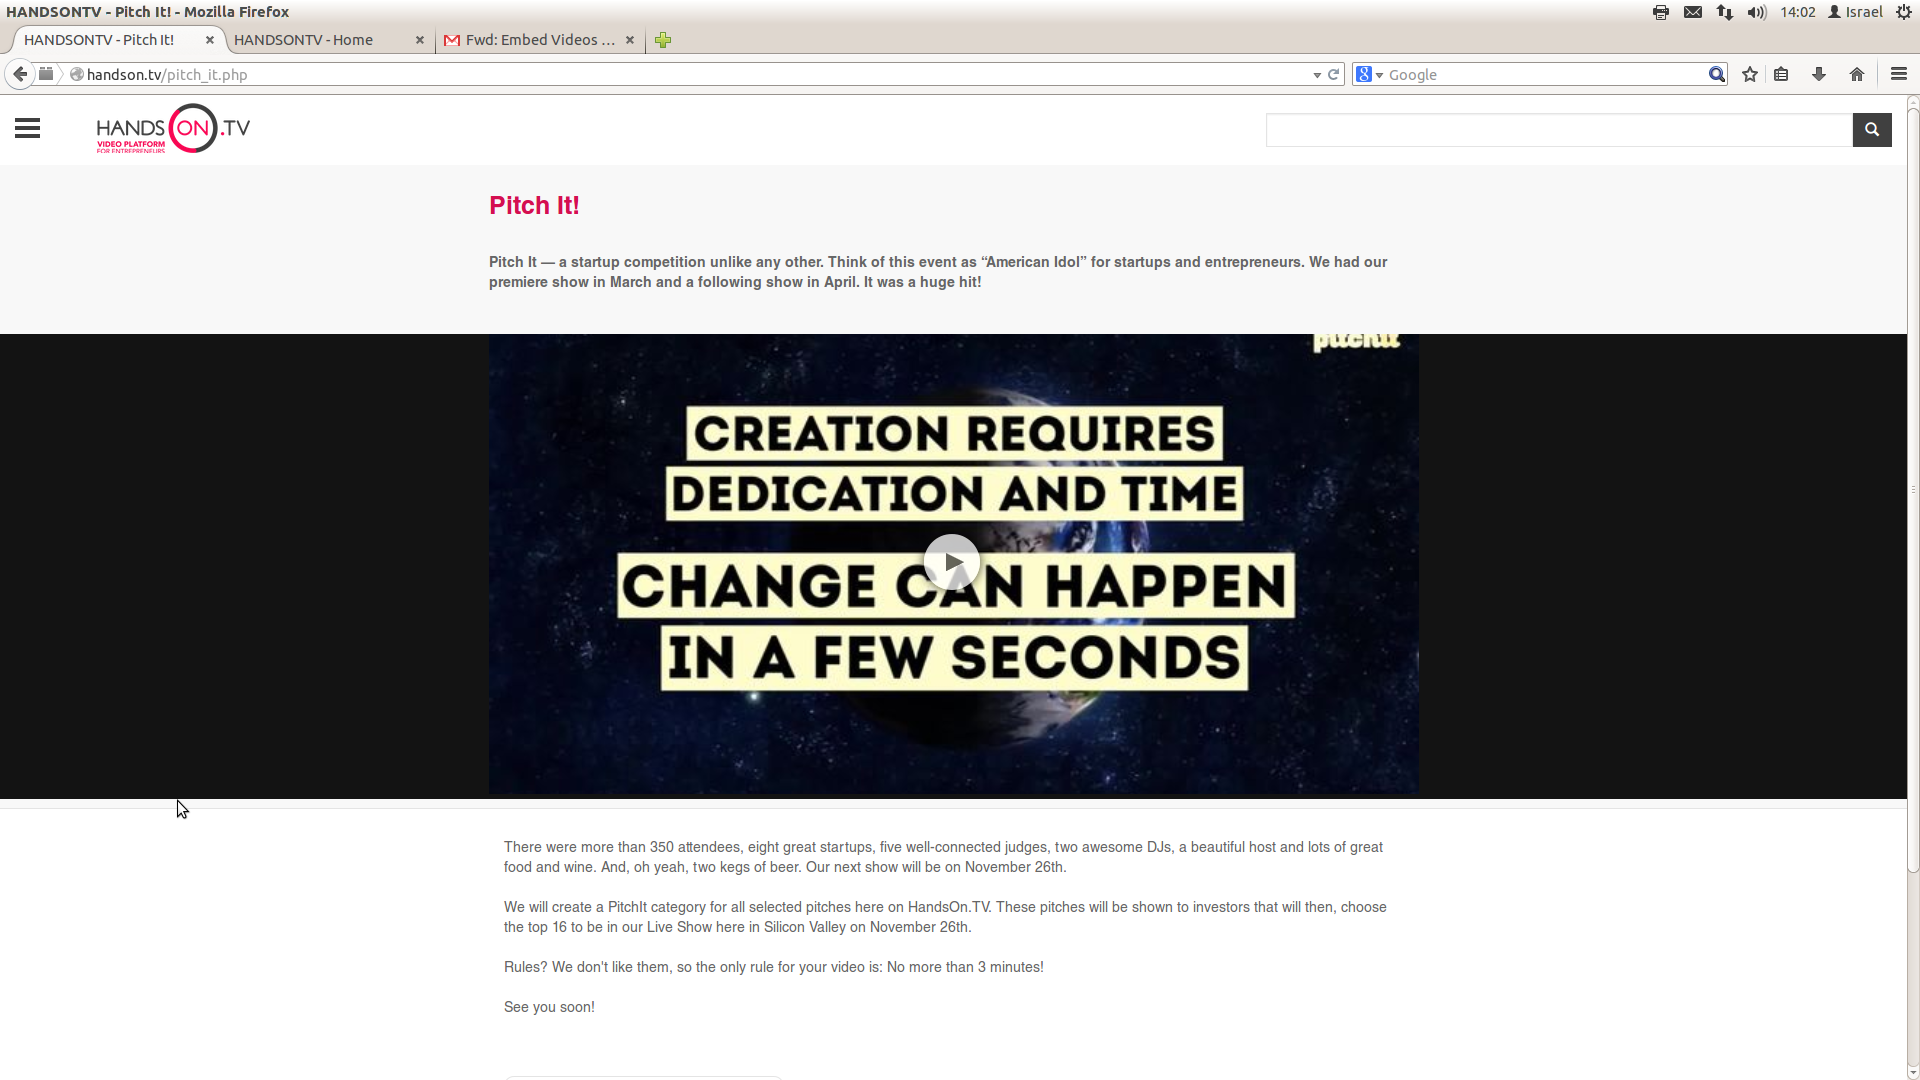 HANDSONTV - Pitch It! - Mozilla Firefox
14:02 Israel
HANDSONTV - Pitch It!
HANDSONTV - Home
Fwd: Embed Videos ...
handson.tv/pitch_it.php
Google
HANDS ON .TV
VIDEO PLATFORM
FOR ENTREPRENEURS
Pitch It!
Pitch It — a startup competition unlike any other. Think of this event as “American Idol” for startups and entrepreneurs. We had our
premiere show in March and a following show in April. It was a huge hit!
pitchit
CREATION REQUIRES
DEDICATION AND TIME
CHANGE CAN HAPPEN
IN A FEW SECONDS
There were more than 350 attendees, eight great startups, five well-connected judges, two awesome DJs, a beautiful host and lots of great
food and wine. And, oh yeah, two kegs of beer. Our next show will be on November 26th.
We will create a PitchIt category for all selected pitches here on HandsOn.TV. These pitches will be shown to investors that will then, choose
the top 16 to be in our Live Show here in Silicon Valley on November 26th.
Rules? We don't like them, so the only rule for your video is: No more than 3 minutes!
See you soon!